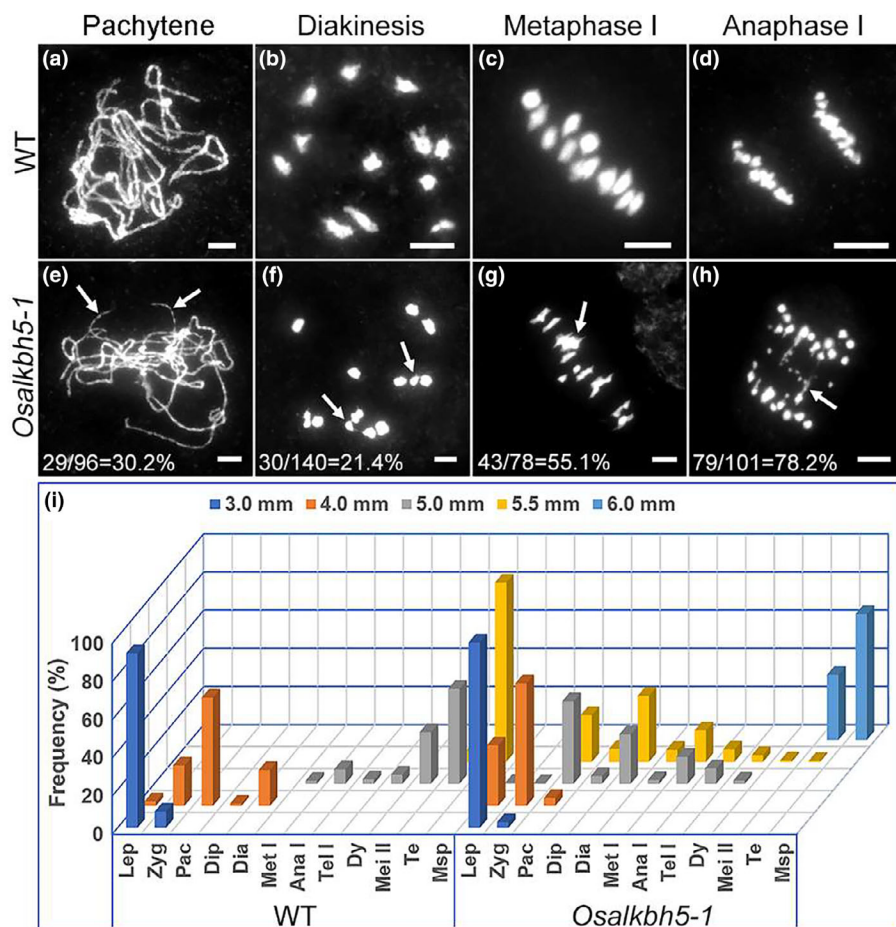 Pachytene Diakinesis Metaphase I Anaphase I
WT
(a) (b) (c) (d)
Osalkbh5-1
(e) (f) (g) (h)
29/96=30.2% 30/140=21.4% 43/78=55.1% 79/101=78.2%
(i)
3.0 mm 4.0 mm 5.0 mm 5.5 mm 6.0 mm
Frequency (%)
100
80
60
40
20
0
Lep Zyg Pac Dip Dia Met I Ana I Tel I Dy Mei II Te Msp Lep Zyg Pac Dip Dia Met I Ana I Tel I Dy Mei II Te Msp
WT Osalkbh5-1